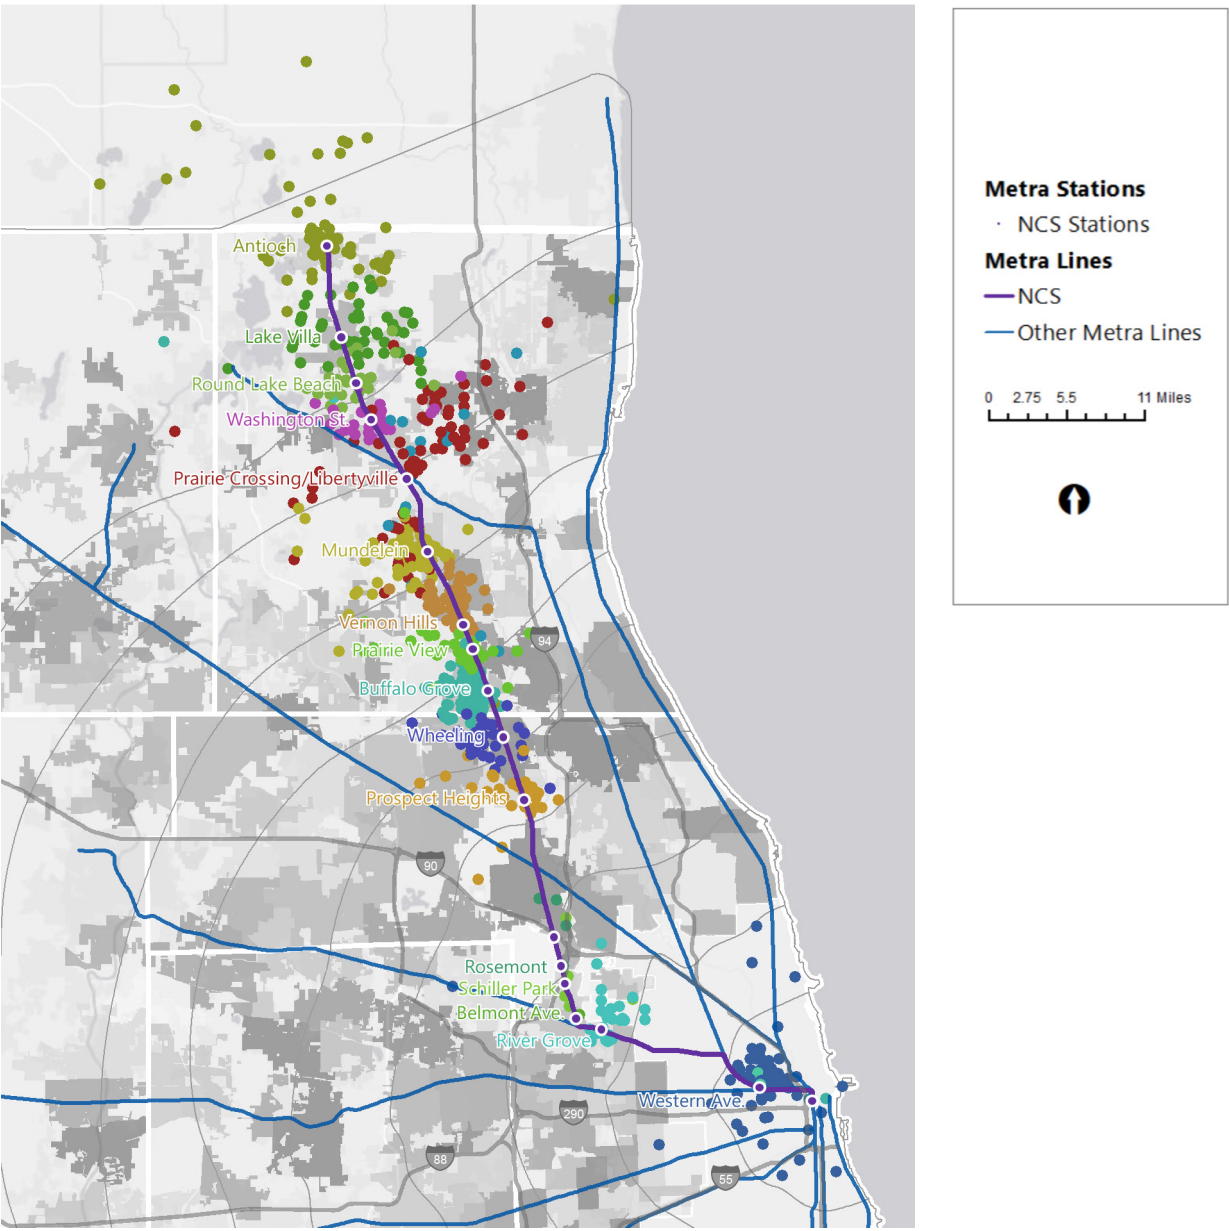 Antioch
Lake Villa
Round Lake Beach
Washington St.
Prairie Crossing/Libertyville
Mundelein
Vernon Hills
Prairie View
Buffalo Grove
Wheeling
Prospect Heights
Rosemont
Schiller Park
Belmont Ave.
River Grove
Western Ave.
94
90
290
88
55
Metra Stations
NCS Stations
Metra Lines
NCS
Other Metra Lines
0 2.75 5.5 11 Miles